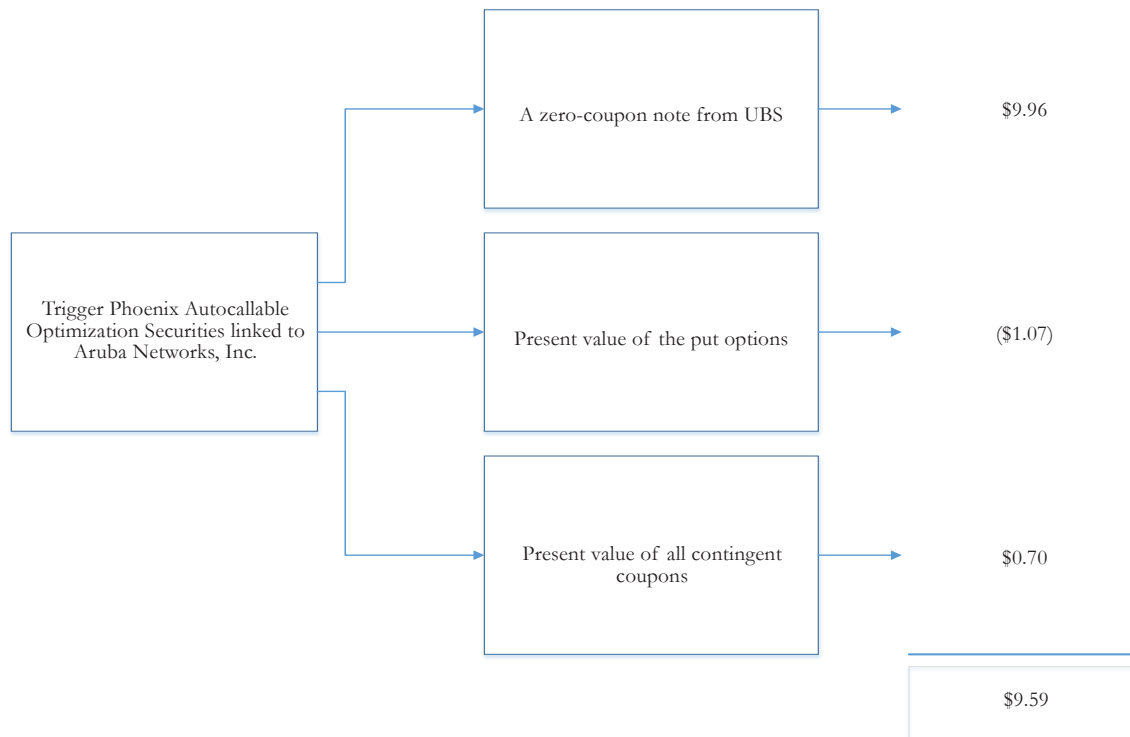 A zero-coupon note from UBS
$9.96
Trigger Phoenix Autocallable
Optimization Securities linked to
Aruba Networks, Inc.
Present value of the put options
($1.07)
Present value of all contingent
coupons
$0.70
$9.59